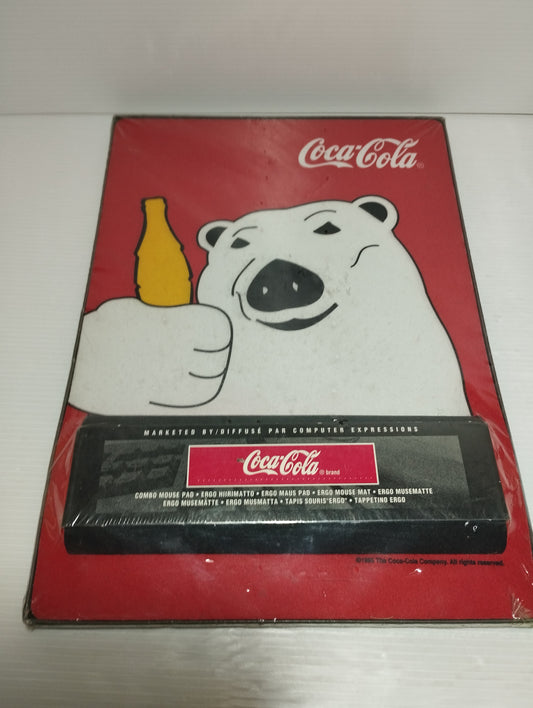 Coca-Cola®
MARKETED BY/DIFFUSÉ PAR COMPUTER EXPRESSIONS
Coca-Cola® brand
COMBO MOUSE PAD • ERGO HIIRIMATTO • ERGO MAUS PAD • ERGO MOUSE MAT • ERGO MUSEMATTE
ERGO MUSEMÅTTE • ERGO MUSMATTA • TAPIS SOURIS"ERGO" • TAPPETINO ERGO
©1996 The Coca-Cola Company. All rights reserved.